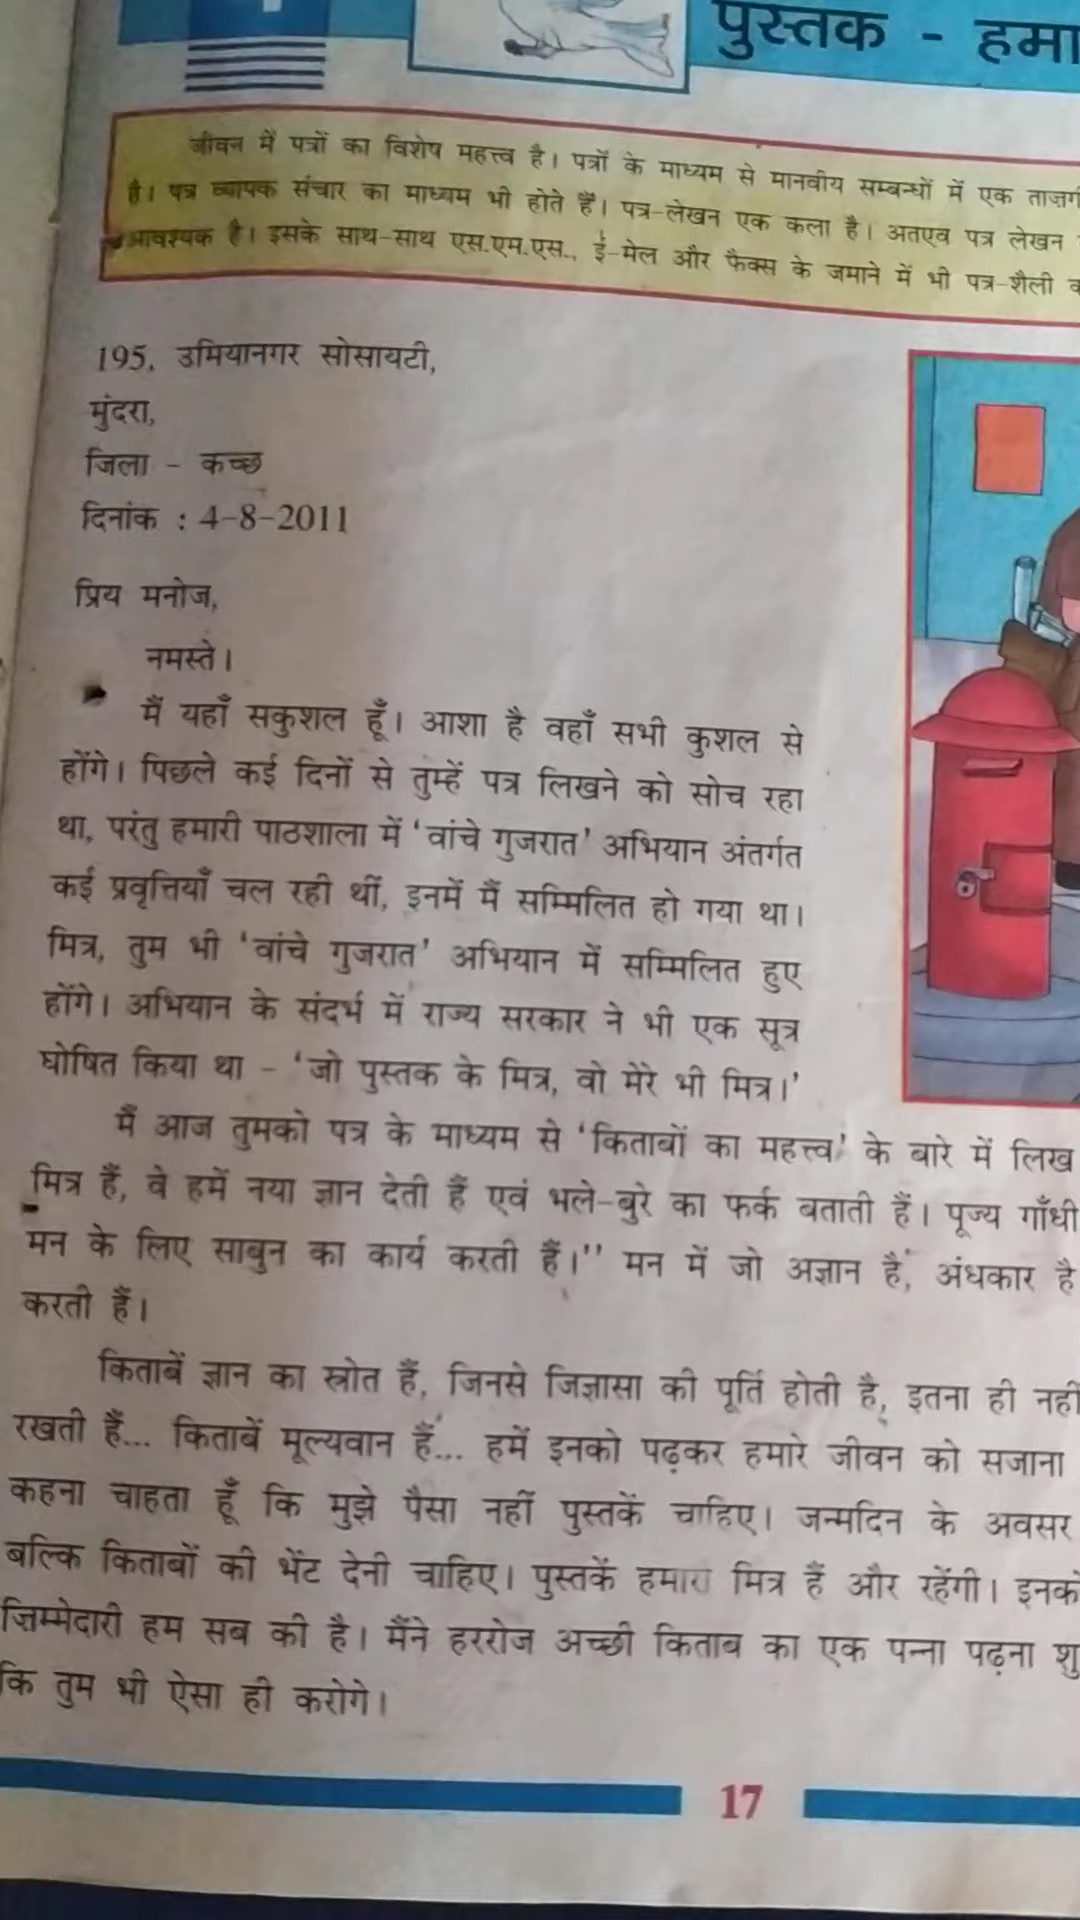 पुस्तक - हमा
जीवन में पत्रों का विशेष महत्त्व है। पत्रों के माध्यम से मानवीय सम्बन्धों में एक ताज़गी
है। पत्र व्यापक संचार का माध्यम भी होते हैं। पत्र-लेखन एक कला है। अतएव पत्र लेखन
आवश्यक है। इसके साथ-साथ एस.एम.एस., ई-मेल और फैक्स के जमाने में भी पत्र-शैली
195, उमियानगर सोसायटी,
मुंदरा,
जिला - कच्छ
दिनांक : 4-8-2011
प्रिय मनोज,
नमस्ते।
मैं यहाँ सकुशल हूँ। आशा है वहाँ सभी कुशल से
होंगे। पिछले कई दिनों से तुम्हें पत्र लिखने को सोच रहा
था, परंतु हमारी पाठशाला में ‘वांचे गुजरात’ अभियान अंतर्गत
कई प्रवृत्तियाँ चल रही थीं, इनमें मैं सम्मिलित हो गया था।
मित्र, तुम भी ‘वांचे गुजरात’ अभियान में सम्मिलित हुए
होंगे। अभियान के संदर्भ में राज्य सरकार ने भी एक सूत्र
घोषित किया था - ‘जो पुस्तक के मित्र, वो मेरे भी मित्र।’
मैं आज तुमको पत्र के माध्यम से ‘किताबों का महत्त्व’ के बारे में लिख
मित्र हैं, वे हमें नया ज्ञान देती हैं एवं भले-बुरे का फर्क बताती हैं। पूज्य गाँधी
मन के लिए साबुन का कार्य करती हैं।” मन में जो अज्ञान है, अंधकार है
करती हैं।
किताबें ज्ञान का स्रोत हैं, जिनसे जिज्ञासा की पूर्ति होती है, इतना ही नहीं
रखती हैं... किताबें मूल्यवान हैं... हमें इनको पढ़कर हमारे जीवन को सजाना
कहना चाहता हूँ कि मुझे पैसा नहीं पुस्तकें चाहिए। जन्मदिन के अवसर
बल्कि किताबों की भेंट देनी चाहिए। पुस्तकें हमारा मित्र हैं और रहेंगी। इनको
ज़िम्मेदारी हम सब की है। मैंने हररोज अच्छी किताब का एक पन्ना पढ़ना शु
कि तुम भी ऐसा ही करोगे।
17